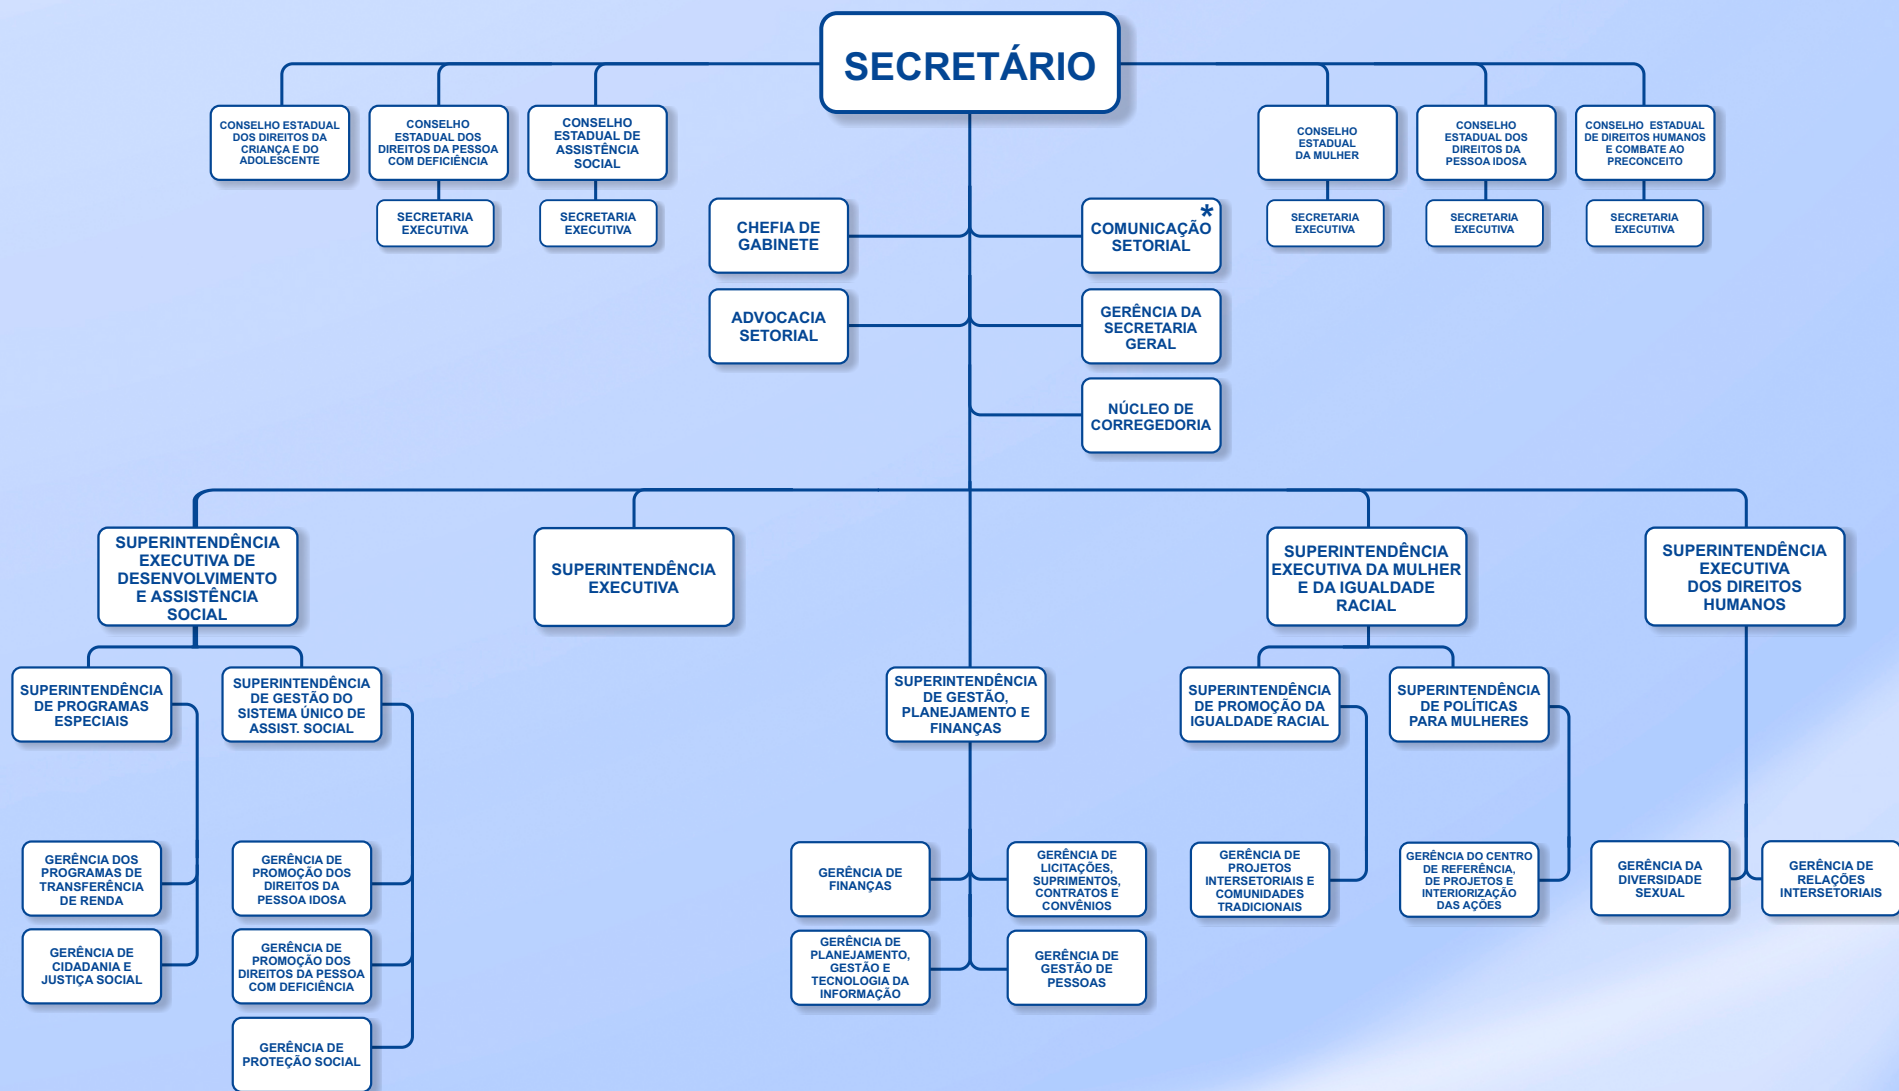 SECRETÁRIO
CONSELHO ESTADUAL
DOS DIREITOS DA
CRIANÇA E DO
ADOLESCENTE
CONSELHO
ESTADUAL DOS
DIREITOS DA PESSOA
COM DEFICIÊNCIA
CONSELHO
ESTADUAL DE
ASSISTÊNCIA
SOCIAL
CONSELHO
ESTADUAL
DA MULHER
CONSELHO
ESTADUAL DOS
DIREITOS DA
PESSOA IDOSA
CONSELHO ESTADUAL
DE DIREITOS HUMANOS
E COMBATE AO
PRECONCEITO
SECRETARIA
EXECUTIVA
SECRETARIA
EXECUTIVA
SECRETARIA
EXECUTIVA
SECRETARIA
EXECUTIVA
SECRETARIA
EXECUTIVA
CHEFIA DE
GABINETE
*
COMUNICAÇÃO
SETORIAL
ADVOCACIA
SETORIAL
GERÊNCIA DA
SECRETARIA
GERAL
NÚCLEO DE
CORREGEDORIA
SUPERINTENDÊNCIA
EXECUTIVA DE
DESENVOLVIMENTO
E ASSISTÊNCIA
SOCIAL
SUPERINTENDÊNCIA
EXECUTIVA
SUPERINTENDÊNCIA
EXECUTIVA DA MULHER
E DA IGUALDADE
RACIAL
SUPERINTENDÊNCIA
EXECUTIVA
DOS DIREITOS
HUMANOS
SUPERINTENDÊNCIA
DE PROGRAMAS
ESPECIAIS
SUPERINTENDÊNCIA
DE GESTÃO DO
SISTEMA ÚNICO DE
ASSIST. SOCIAL
SUPERINTENDÊNCIA
DE GESTÃO,
PLANEJAMENTO E
FINANÇAS
SUPERINTENDÊNCIA
DE PROMOÇÃO DA
IGUALDADE RACIAL
SUPERINTENDÊNCIA
DE POLÍTICAS
PARA MULHERES
GERÊNCIA DOS
PROGRAMAS DE
TRANSFERÊNCIA
DE RENDA
GERÊNCIA DE
PROMOÇÃO DOS
DIREITOS DA
PESSOA IDOSA
GERÊNCIA DE
FINANÇAS
GERÊNCIA DE
LICITAÇÕES,
SUPRIMENTOS,
CONTRATOS E
CONVÊNIOS
GERÊNCIA DE
PROJETOS
INTERSETORIAIS E
COMUNIDADES
TRADICIONAIS
GERÊNCIA DO CENTRO
DE REFERÊNCIA,
DE PROJETOS E
INTERIORIZAÇÃO
DAS AÇÕES
GERÊNCIA DA
DIVERSIDADE
SEXUAL
GERÊNCIA DE
RELAÇÕES
INTERSETORIAIS
GERÊNCIA DE
CIDADANIA E
JUSTIÇA SOCIAL
GERÊNCIA DE
PROMOÇÃO DOS
DIREITOS DA PESSOA
COM DEFICIÊNCIA
GERÊNCIA DE
PLANEJAMENTO,
GESTÃO E
TECNOLOGIA DA
INFORMAÇÃO
GERÊNCIA DE
GESTÃO DE
PESSOAS
GERÊNCIA DE
PROTEÇÃO SOCIAL